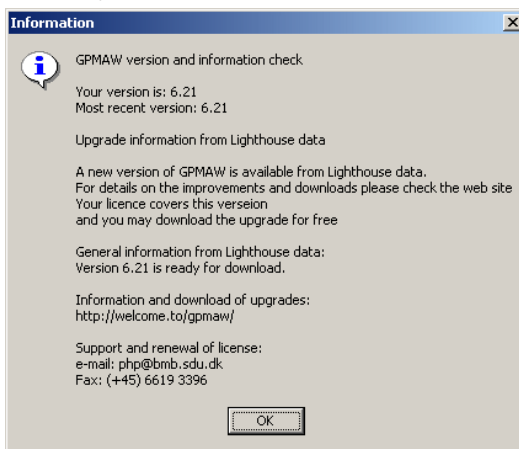 Information
GPMAW version and information check
Your version is: 6.21
Most recent version: 6.21
Upgrade information from Lighthouse data
A new version of GPMAW is available from Lighthouse data.
For details on the improvements and downloads please check the web site
Your licence covers this verseion
and you may download the upgrade for free
General information from Lighthouse data:
Version 6.21 is ready for download.
Information and download of upgrades:
http://welcome.to/gpmaw/
Support and renewal of license:
e-mail: php@bmb.sdu.dk
Fax: (+45) 6619 3396
OK